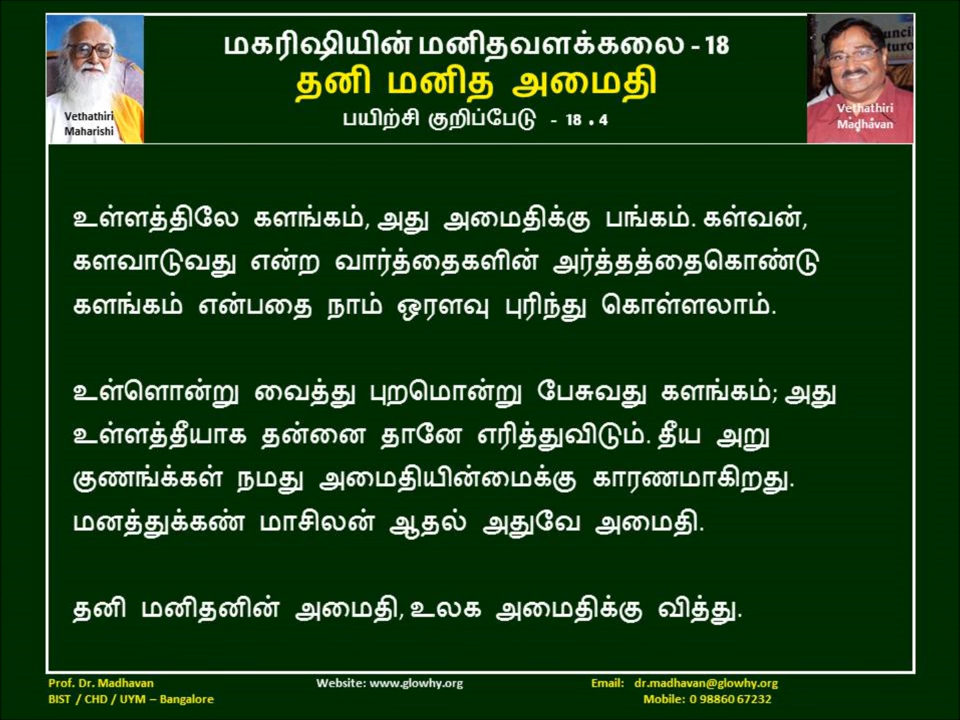 மகரிஷியின் மனிதவளக்கலை - 18
தனி மனித அமைதி
பயிற்சி குறிப்பேடு - 18 . 4
Vethathiri
Maharishi
Vethathiri
Madhavan
உள்ளத்திலே களங்கம், அது அமைதிக்கு பங்கம். கள்வன்,
களவாடுவது என்ற வார்த்தைகளின் அர்த்தத்தைகொண்டு
களங்கம் என்பதை நாம் ஒரளவு புரிந்து கொள்ளலாம்.
உள்ளொன்று வைத்து புறமொன்று பேசுவது களங்கம்; அது
உள்ளத்தீயாக தன்னை தானே எரித்துவிடும். தீய அறு
குணங்க்கள் நமது அமைதியின்மைக்கு காரணமாகிறது.
மனத்துக்கண் மாசிலன் ஆதல் அதுவே அமைதி.
தனி மனிதனின் அமைதி, உலக அமைதிக்கு வித்து.
Prof. Dr. Madhavan Website: www.glowhy.org Email: dr.madhavan@glowhy.org
BIST / CHD / UYM – Bangalore Mobile: 0 98860 67232